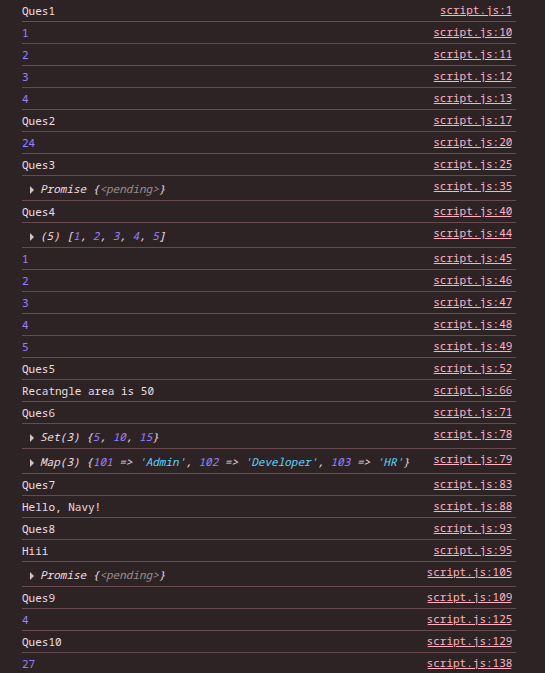 Ques1 script.js:1
1 script.js:10
2 script.js:11
3 script.js:12
4 script.js:13
Ques2 script.js:17
24 script.js:20
Ques3 script.js:25
Promise {<pending>} script.js:35
Ques4 script.js:40
(5) [1, 2, 3, 4, 5] script.js:44
1 script.js:45
2 script.js:46
3 script.js:47
4 script.js:48
5 script.js:49
Ques5 script.js:52
Recatngle area is 50 script.js:66
Ques6 script.js:71
Set(3) {5, 10, 15} script.js:78
Map(3) {101 => 'Admin', 102 => 'Developer', 103 => 'HR'} script.js:79
Ques7 script.js:83
Hello, Navy! script.js:88
Ques8 script.js:93
Hiii script.js:95
Promise {<pending>} script.js:105
Ques9 script.js:109
4 script.js:125
Ques10 script.js:129
27 script.js:138